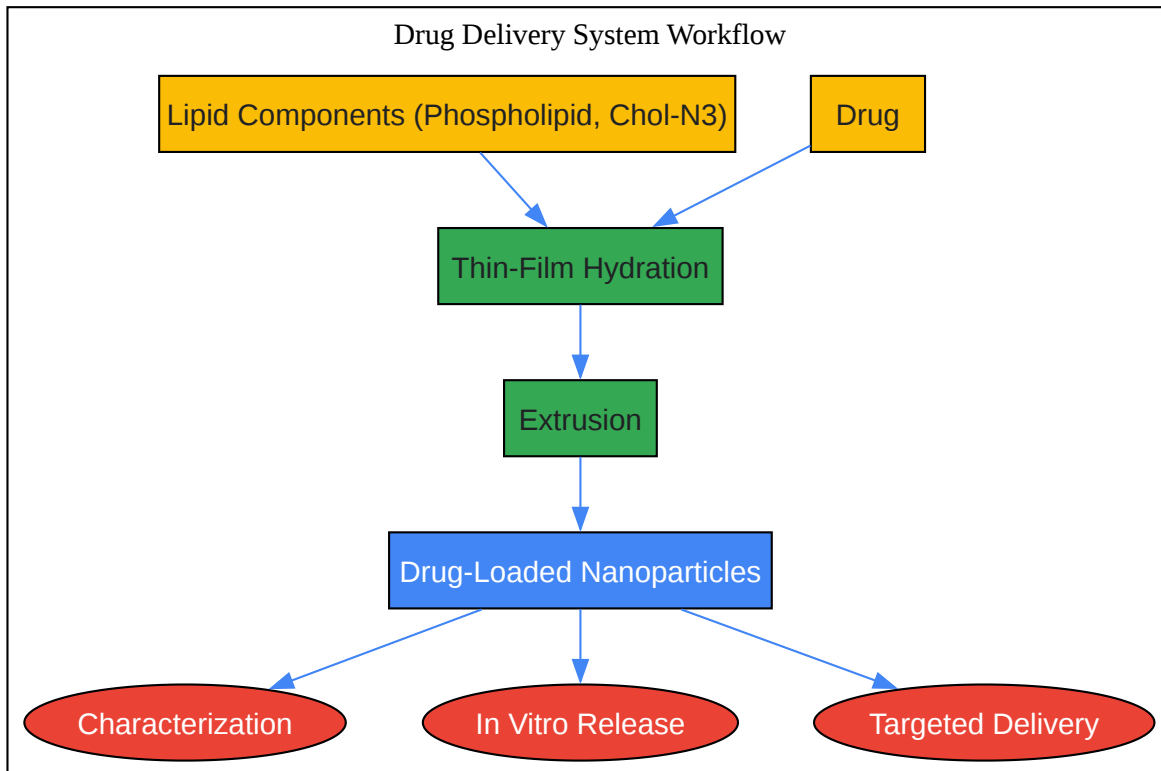 Drug Delivery System Workflow
Lipid Components (Phospholipid, Chol-N3)
Drug
Thin-Film Hydration
Extrusion
Drug-Loaded Nanoparticles
Characterization
In Vitro Release
Targeted Delivery